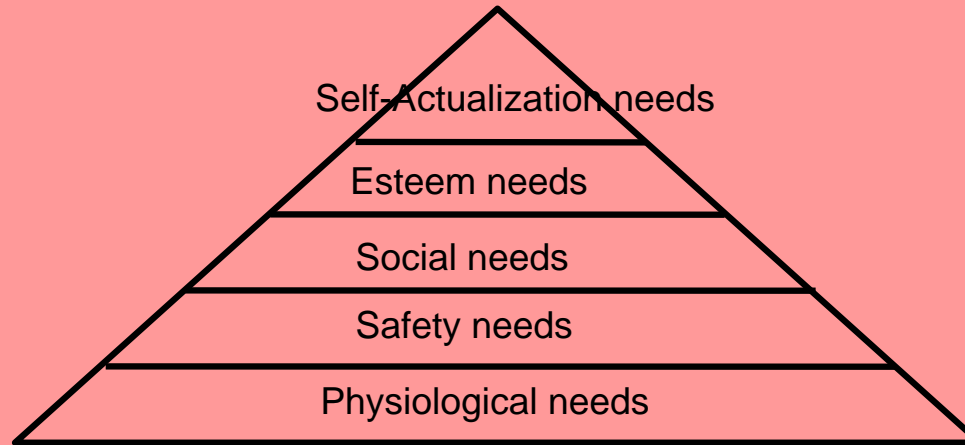 Self-Actualization needs
Esteem needs
Social needs
Safety needs
Physiological needs